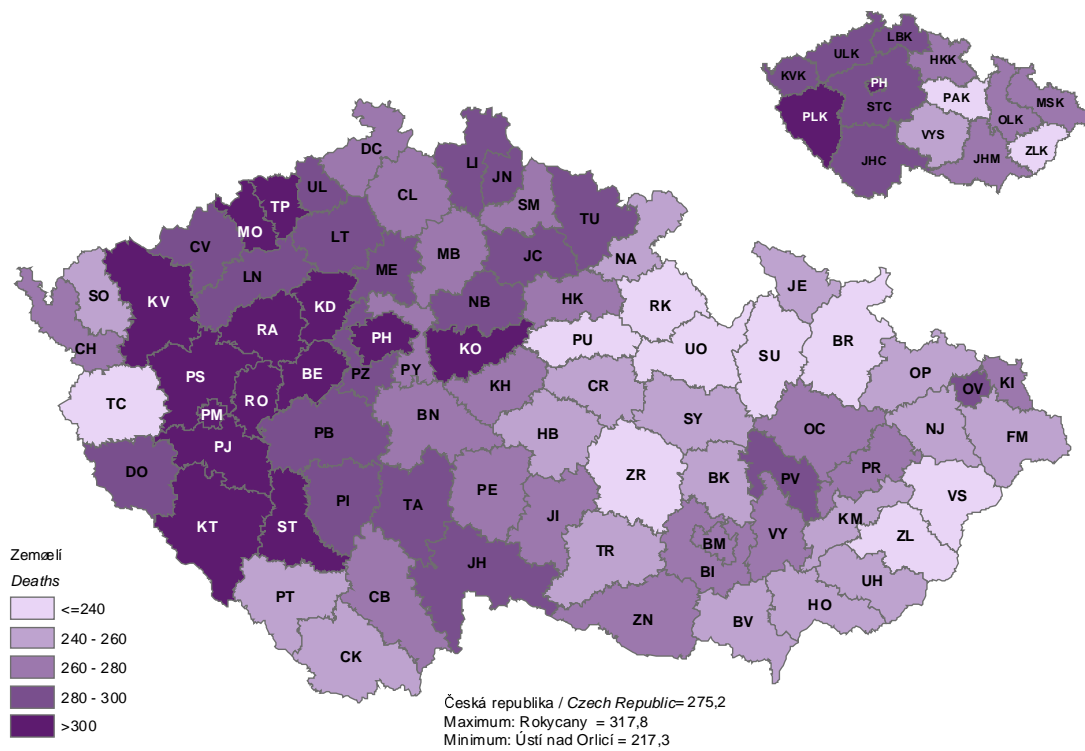 LBK
ULK
HKK
KVK
PH
PAK
STC
MSK
PLK
OLK
VYS
ZLK
JHC
JHM
DC
LI
JN
UL
TP
CL
SM
TU
MO
CV
LT
MB
JC
NA
ME
LN
JE
SO
KV
KD
NB
HK
RK
RA
PH
KO
PU
UO
SU
BR
CH
PS
BE
PZ
PY
KH
CR
OP
OV
KI
TC
RO
PM
BN
SY
OC
NJ
FM
PB
HB
PJ
DO
ZR
BK
PV
PR
VS
KT
ST
PI
TA
PE
JI
KM
ZL
BM
VY
TR
BI
JH
UH
PT
CB
HO
ZN
BV
CK
Zemøelí
Deaths
<=240
240 - 260
260 - 280
280 - 300
>300
Česká republika / Czech Republic= 275,2
Maximum: Rokycany = 317,8
Minimum: Ústí nad Orlicí = 217,3